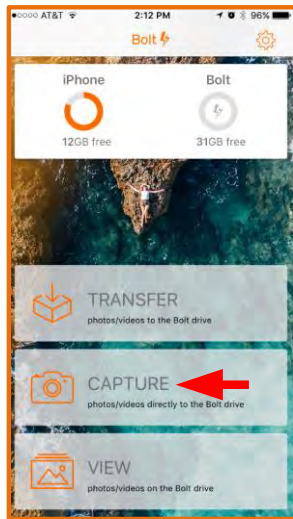 AT&T 2:12 PM 96%
Bolt
iPhone Bolt
12GB free 31GB free
TRANSFER
photos/videos to the Bolt drive
CAPTURE
photos/videos directly to the Bolt drive
VIEW
photos/videos on the Bolt drive